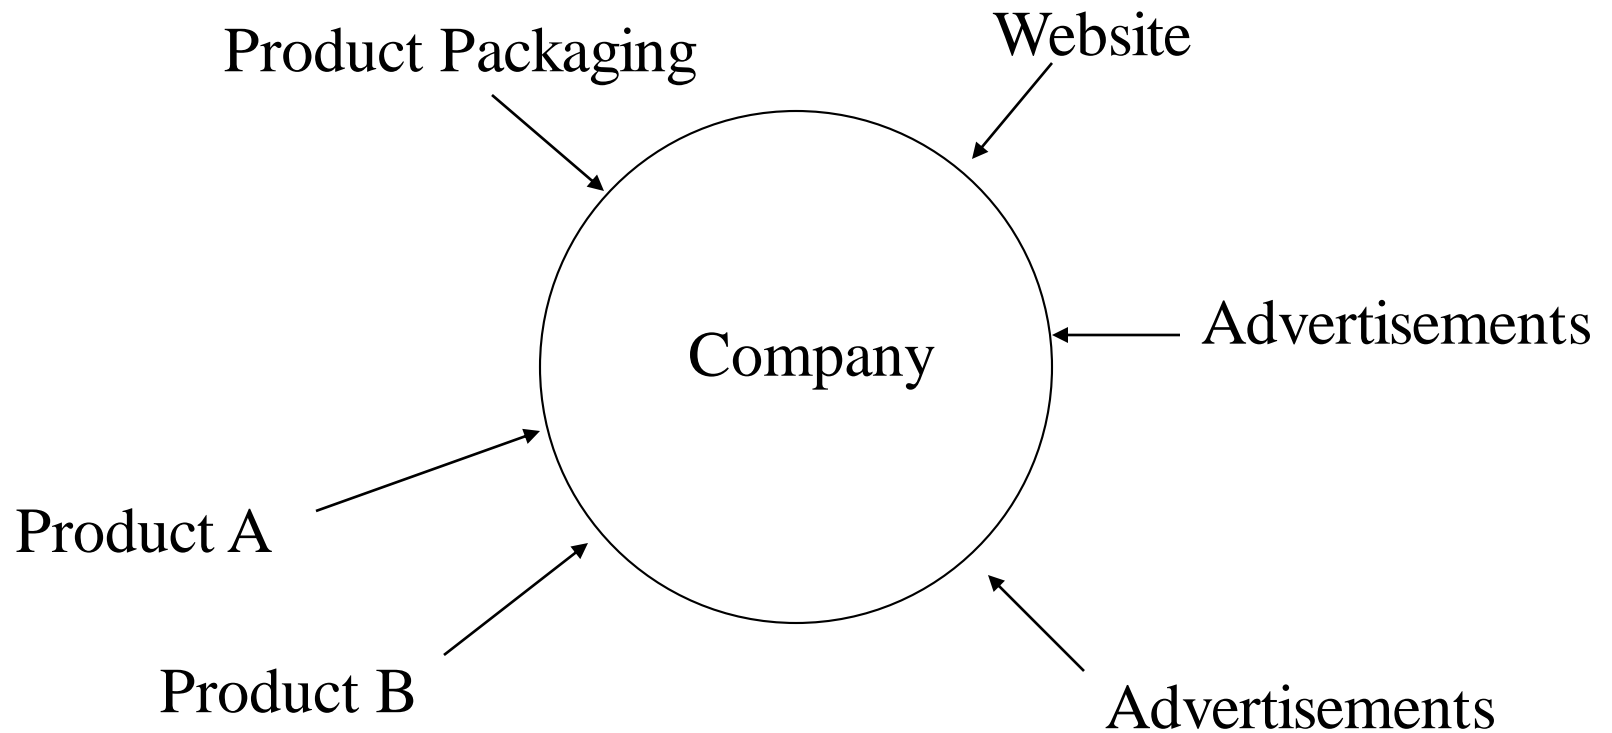 Website
Product Packaging
Advertisements
Company
Product A
Product B
Advertisements